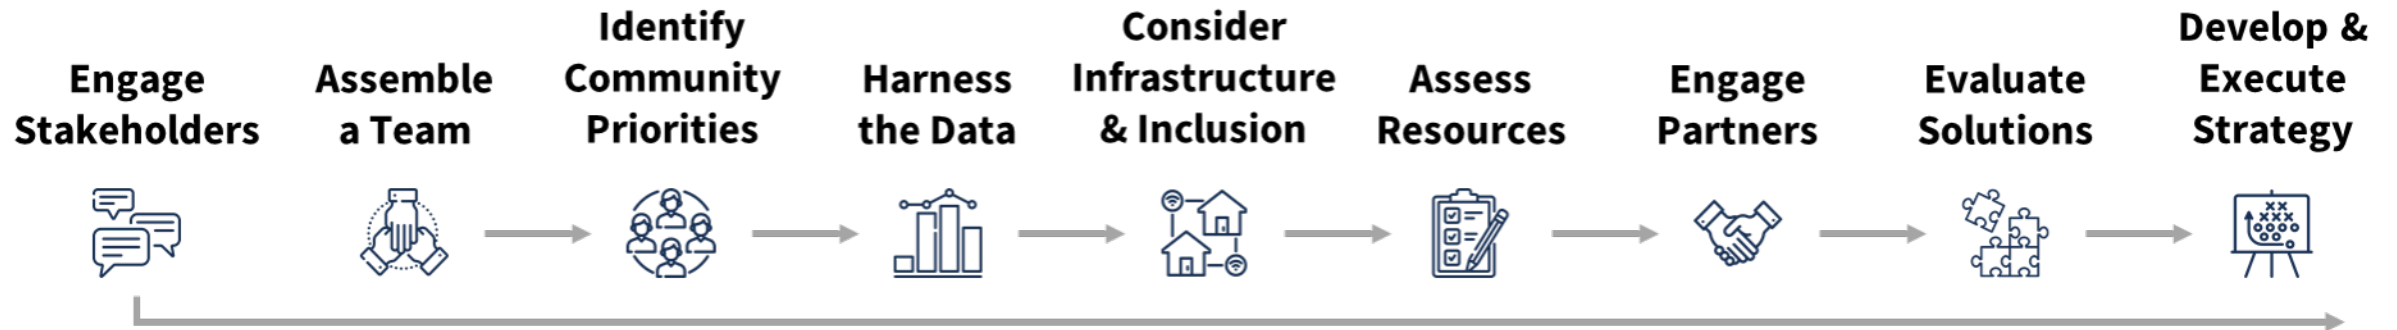 Engage
Stakeholders
Assemble
a Team
Identify
Community
Priorities
Harness
the Data
Consider
Infrastructure
& Inclusion
Assess
Resources
Engage
Partners
Evaluate
Solutions
Develop &
Execute
Strategy